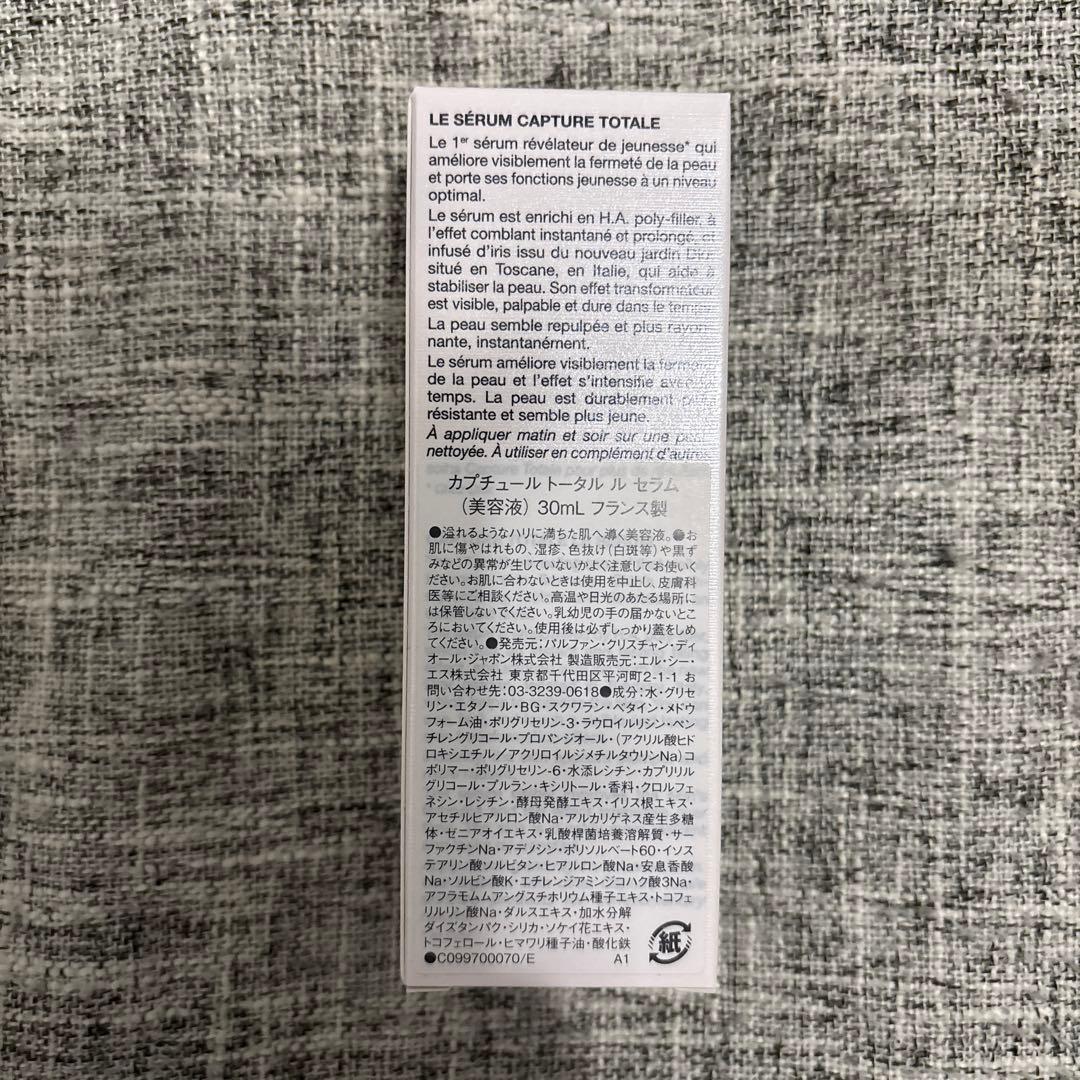 LE SÉRUM CAPTURE TOTALE
Le 1er sérum révélateur de jeunesse* qui
améliore visiblement la fermeté de la peau
et porte ses fonctions jeunesse à un niveau
optimal.
Le sérum est enrichi en H.A. poly-filler, à
l'effet comblant instantané et prolongé, et
infusé d'iris issu du nouveau jardin
situé en Toscane, en Italie, qui aide à
stabiliser la peau. Son effet transformateur
est visible, palpable et dure dans le temps.
La peau semble repulpée et plus rayon-
nante, instantanément.
Le sérum améliore visiblement la fermeté
de la peau et l'effet s'intensifie avec le
temps. La peau est durablement plus
résistante et semble plus jeune.
À appliquer matin et soir sur une peau
nettoyée. À utiliser en complément d'autres
カプチュール トータル ル セラム
（美容液） 30mL フランス製
●溢れるようなハリに満ちた肌へ導く美容液。●お
肌に傷やはれもの、湿疹、色抜け（白斑等）や黒ず
みなどの異常が生じていないかよく注意してお使いく
ださい。お肌に合わないときは使用を中止し、皮膚科
医等にご相談ください。高温や日光のあたる場所に
は保管しないでください。乳幼児の手の届かないとこ
ろにおいてください。使用後は必ずしっかり蓋をしめ
てください。●発売元：パルファン・クリスチャン・ディ
オール・ジャポン株式会社 製造販売元：エル・シー・
エス株式会社 東京都千代田区平河町2-1-1 お
問い合わせ先：03-3239-0618●成分：水・グリセ
リン・エタノール・BG・スクワラン・ベタイン・メドウ
フォーム油・ポリグリセリン-3・ラウロイルリシン・ペン
チレングリコール・プロパンジオール・（アクリル酸ヒド
ロキシエチル／アクリロイルジメチルタウリンNa）コ
ポリマー・ポリグリセリン-6・水添レシチン・カプリリル
グリコール・プルラン・キシリトール・香料・クロルフェ
ネシン・レシチン・酵母発酵エキス・イリス根エキス・
アセチルヒアルロン酸Na・アルカリゲネス産生多糖
体・ゼニアオイエキス・乳酸桿菌培養溶解質・サー
ファクチンNa・アデノシン・ポリソルベート60・イソス
テアリン酸ソルビタン・ヒアルロン酸Na・安息香酸
Na・ソルビン酸K・エチレンジアミンジコハク酸3Na・
アフラモムムアングスチホリウム種子エキス・トコフェ
リルリン酸Na・ダルスエキス・加水分解
ダイズタンパク・シリカ・ソケイ花エキス・
トコフェロール・ヒマワリ種子油・酸化鉄
●C099700070/E A1
紙